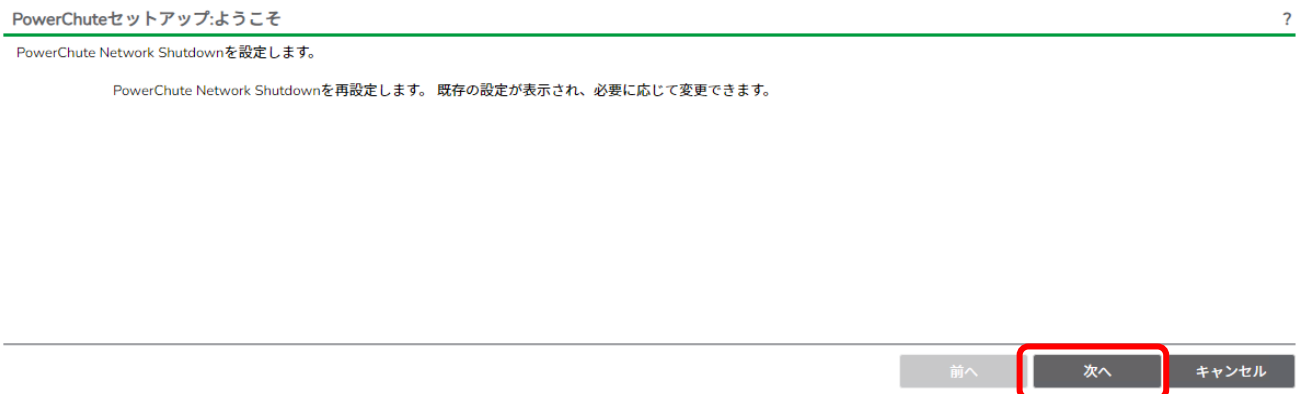 PowerChuteセットアップ:ようこそ ?
PowerChute Network Shutdownを設定します。
PowerChute Network Shutdownを再設定します。 既存の設定が表示され、必要に応じて変更できます。
前へ 次へ キャンセル